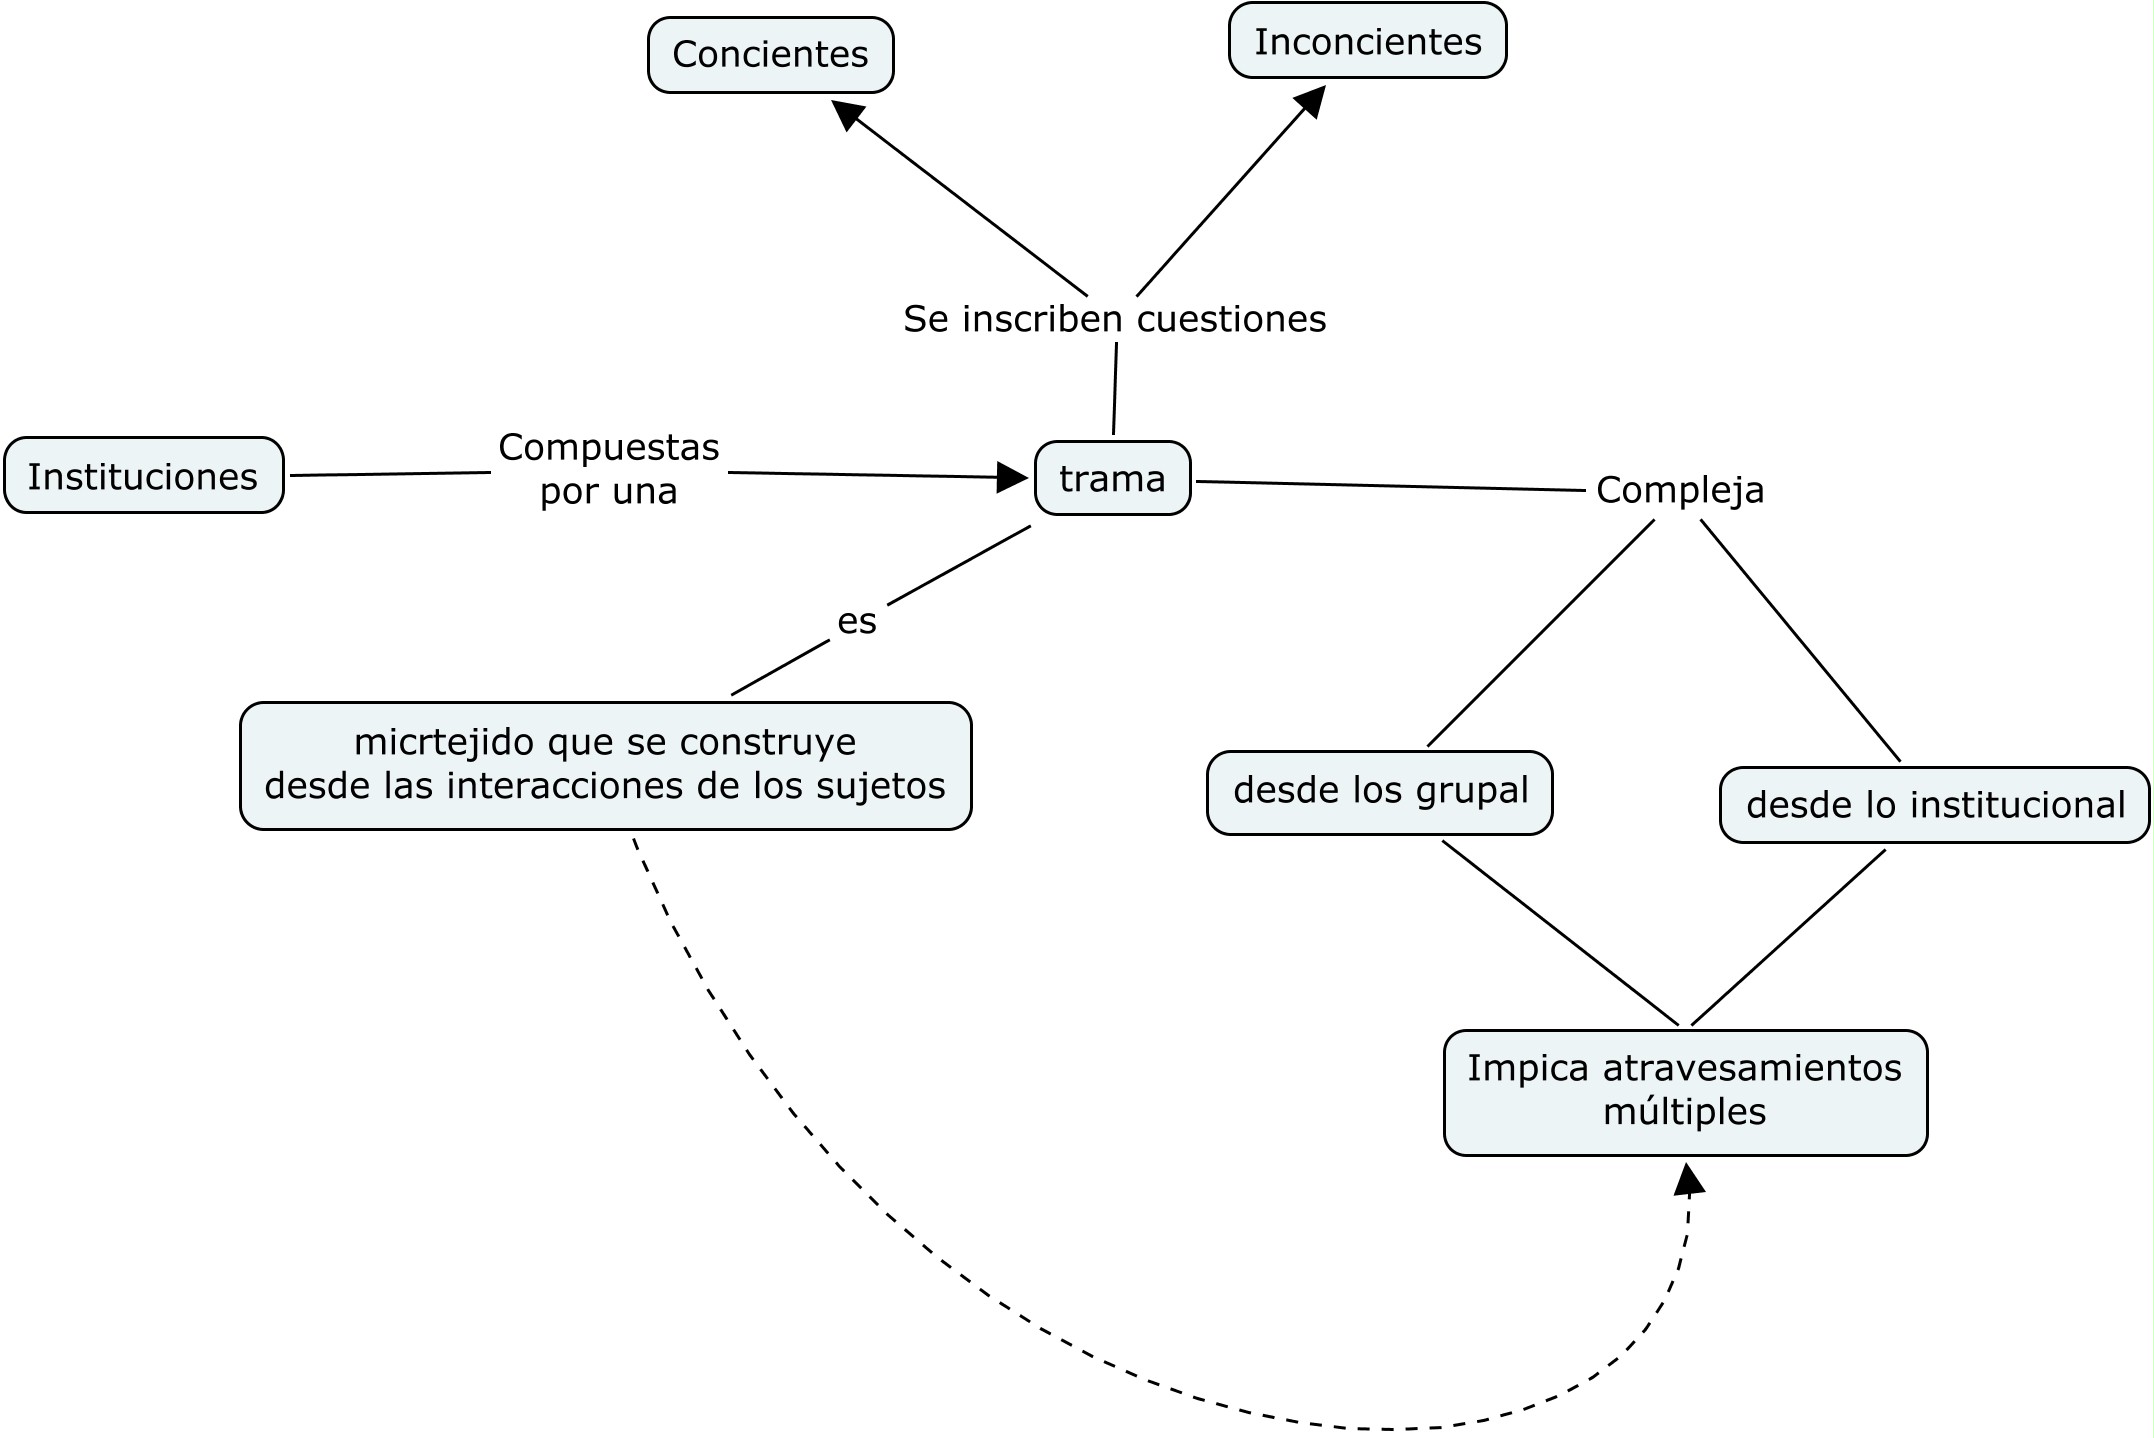 Concientes
Inconcientes
Se inscriben cuestiones
Instituciones
Compuestas
por una
trama
Compleja
es
micrtejido que se construye
desde las interacciones de los sujetos
desde los grupal
desde lo institucional
Impica atravesamientos
múltiples